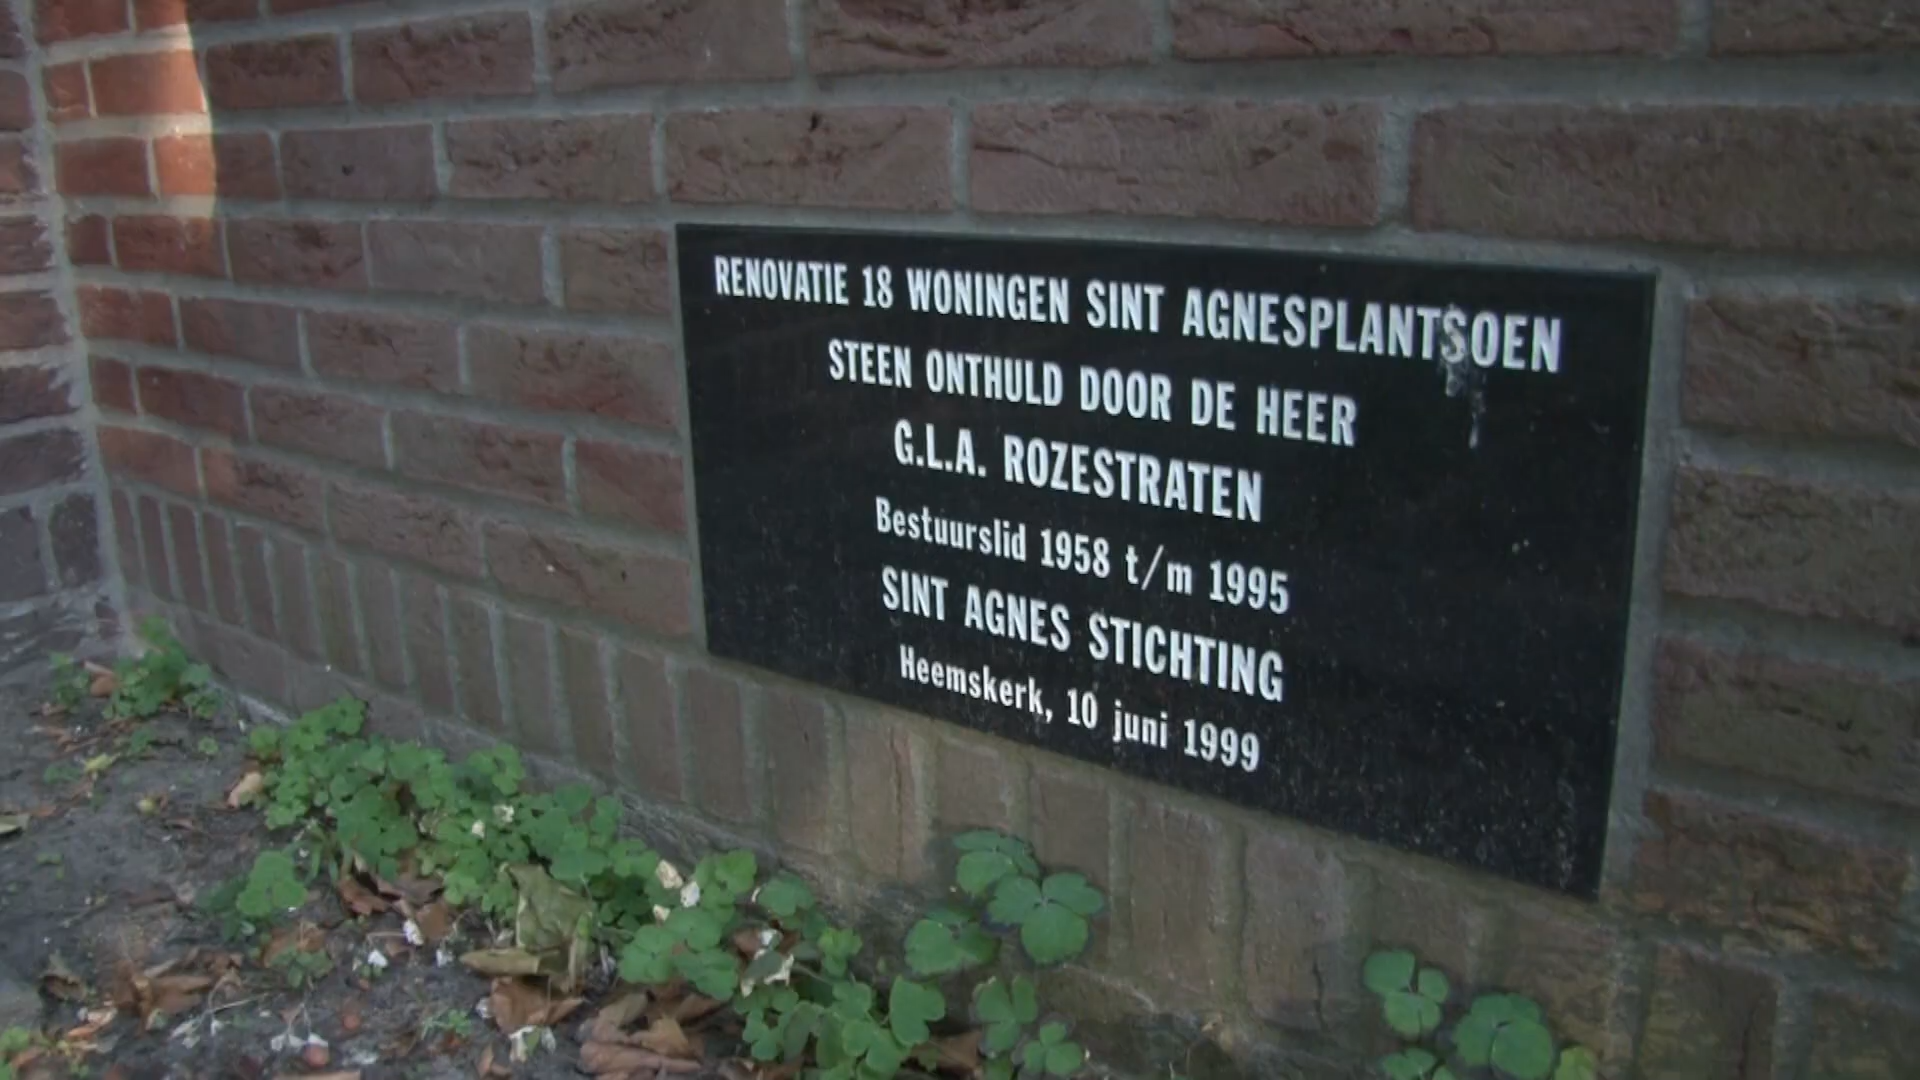 RENOVATIE 18 WONINGEN SINT AGNESPLANTSOEN
STEEN ONTHULD DOOR DE HEER
G.L.A. ROZESTRATEN
Bestuurslid 1958 t/m 1995
SINT AGNES STICHTING
Heemskerk, 10 juni 1999